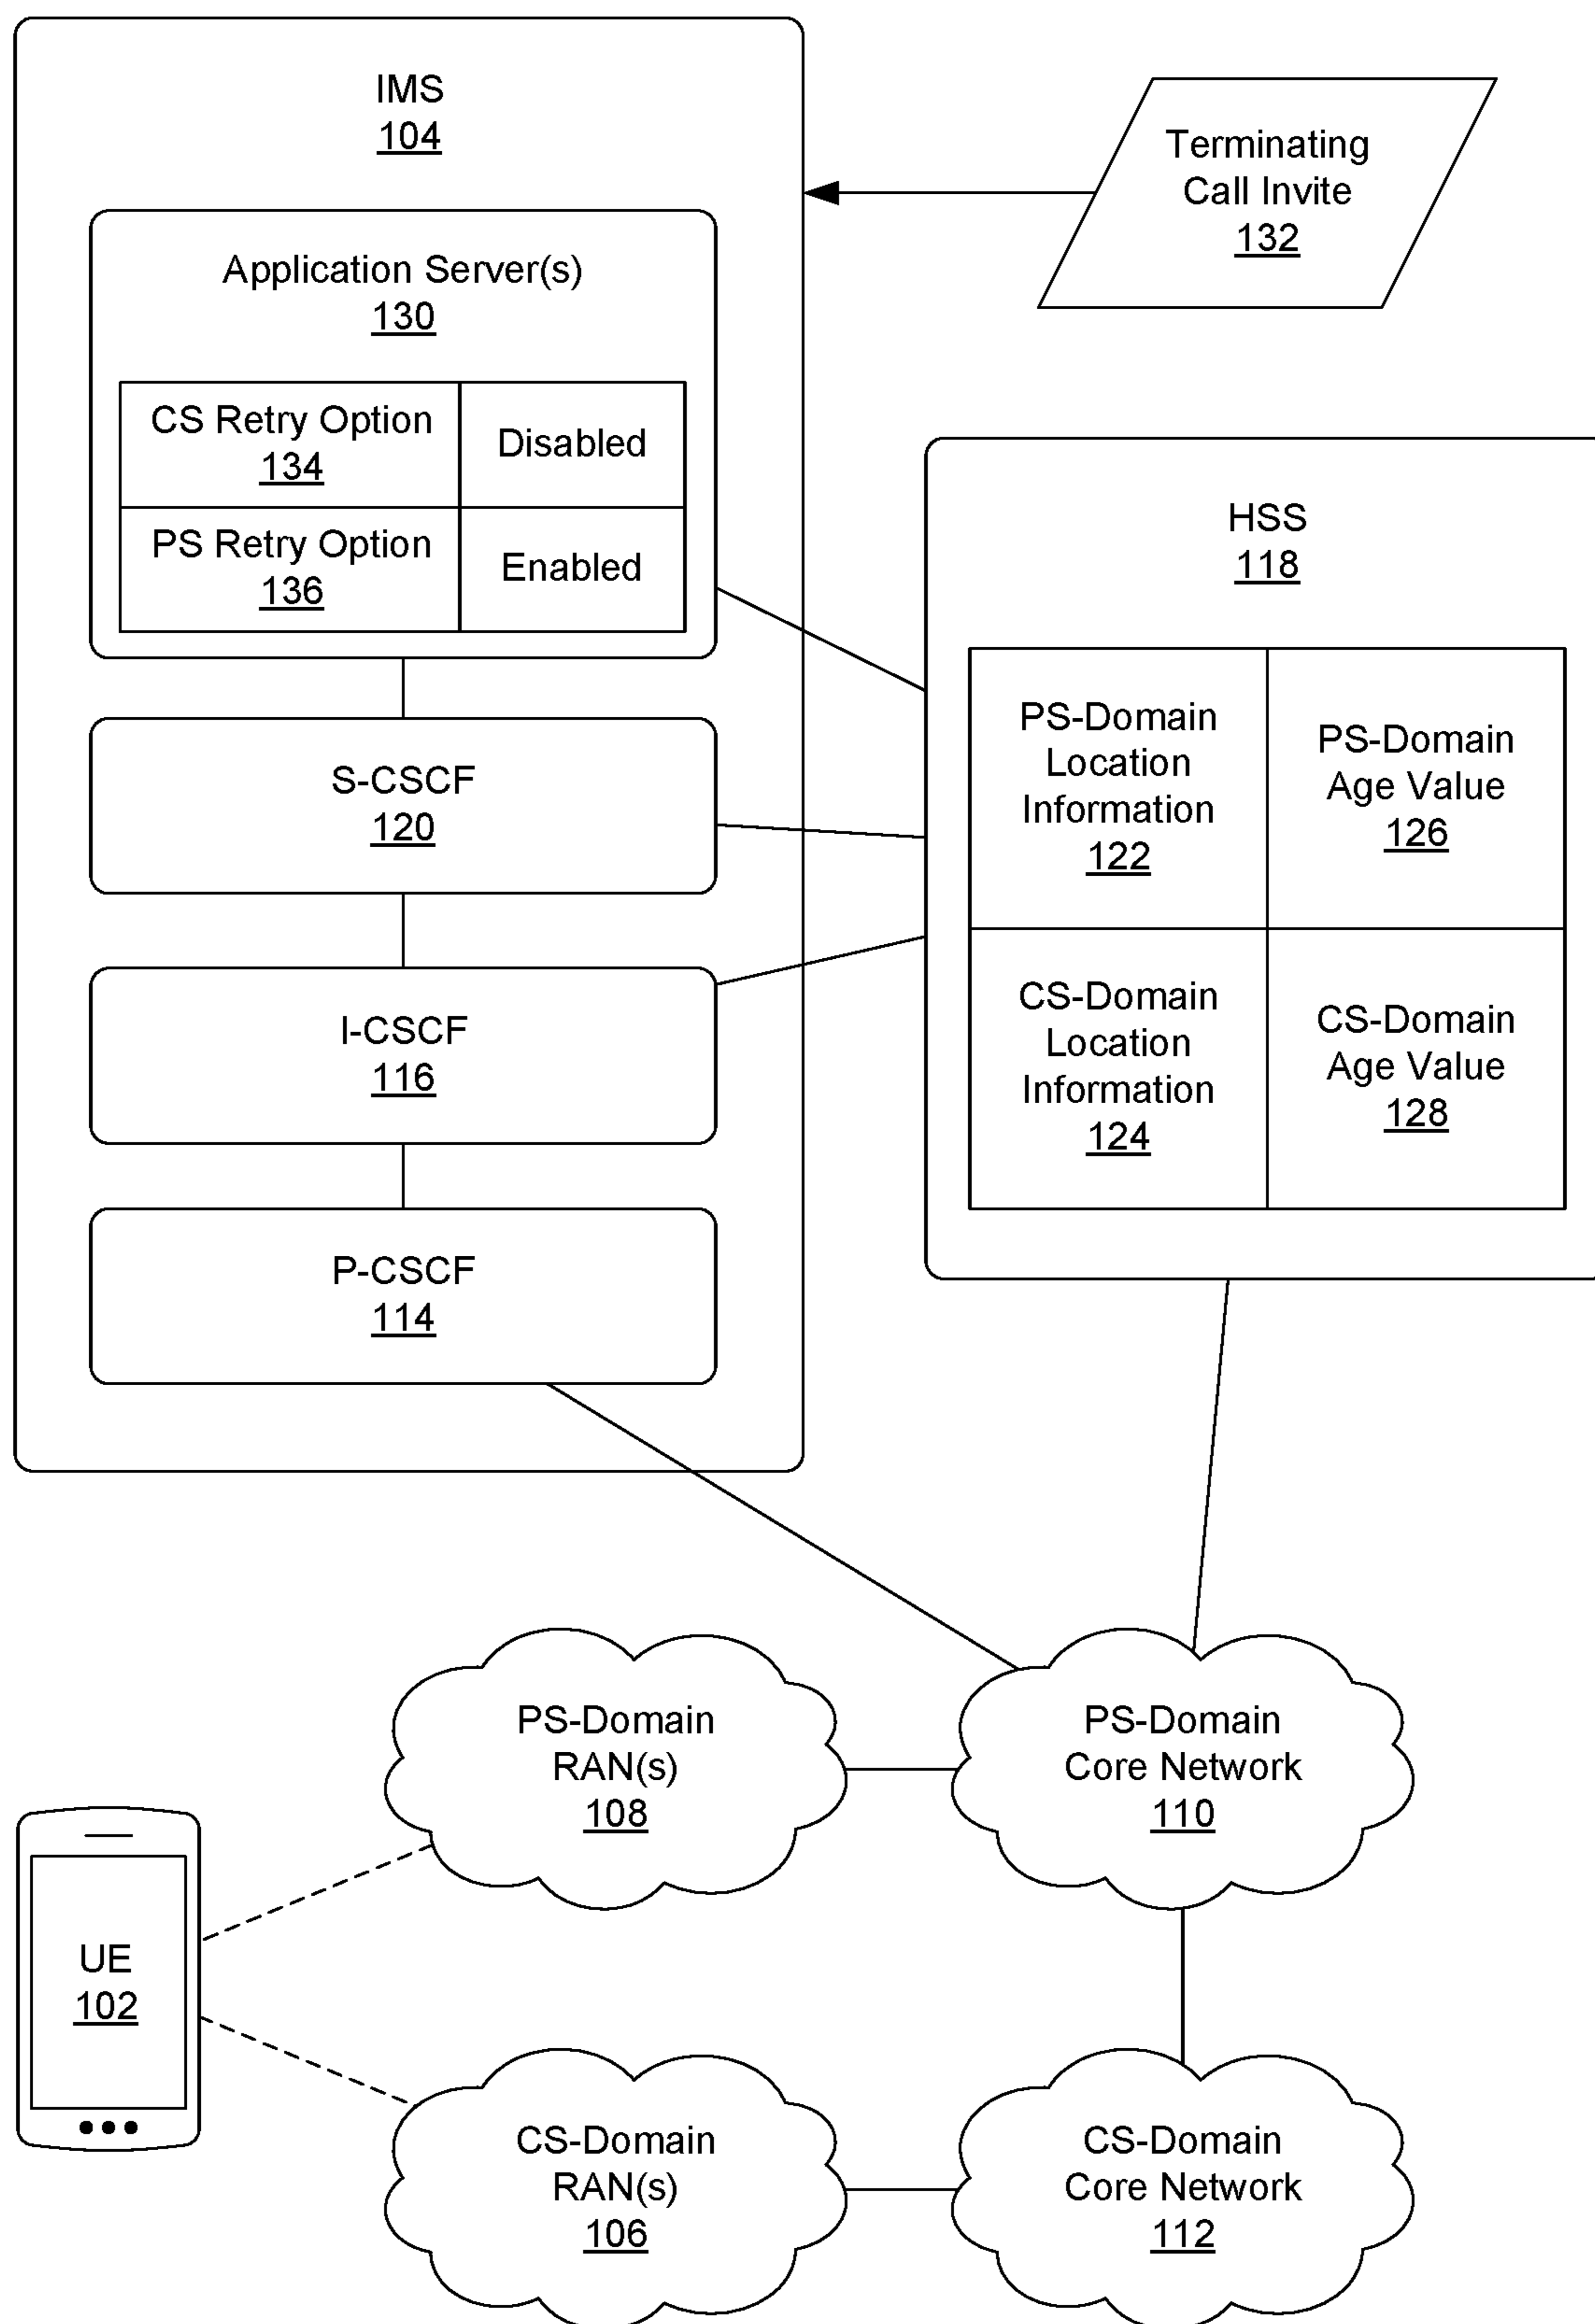 IMS
104
Terminating
Call Invite
132
Application Server(s)
130
CS Retry Option
134
Disabled
PS Retry Option
136
Enabled
HSS
118
PS-Domain
Location
Information
122
PS-Domain
Age Value
126
CS-Domain
Location
Information
124
CS-Domain
Age Value
128
S-CSCF
120
I-CSCF
116
P-CSCF
114
PS-Domain
RAN(s)
108
PS-Domain
Core Network
110
UE
102
CS-Domain
RAN(s)
106
CS-Domain
Core Network
112